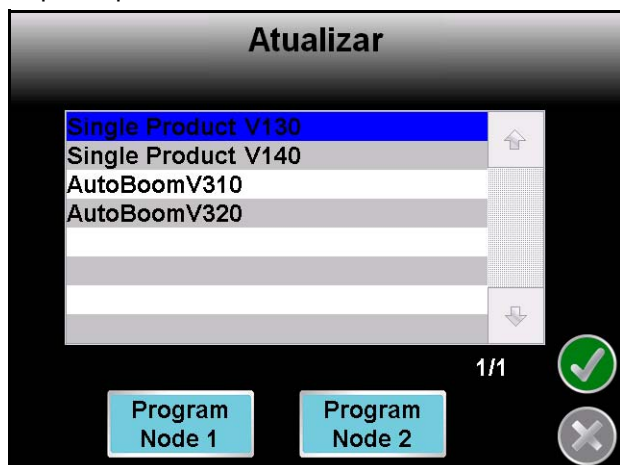 Atualizar
Single Product V130
Single Product V140
AutoBoomV310
AutoBoomV320
1/1
Program
Node 1
Program
Node 2